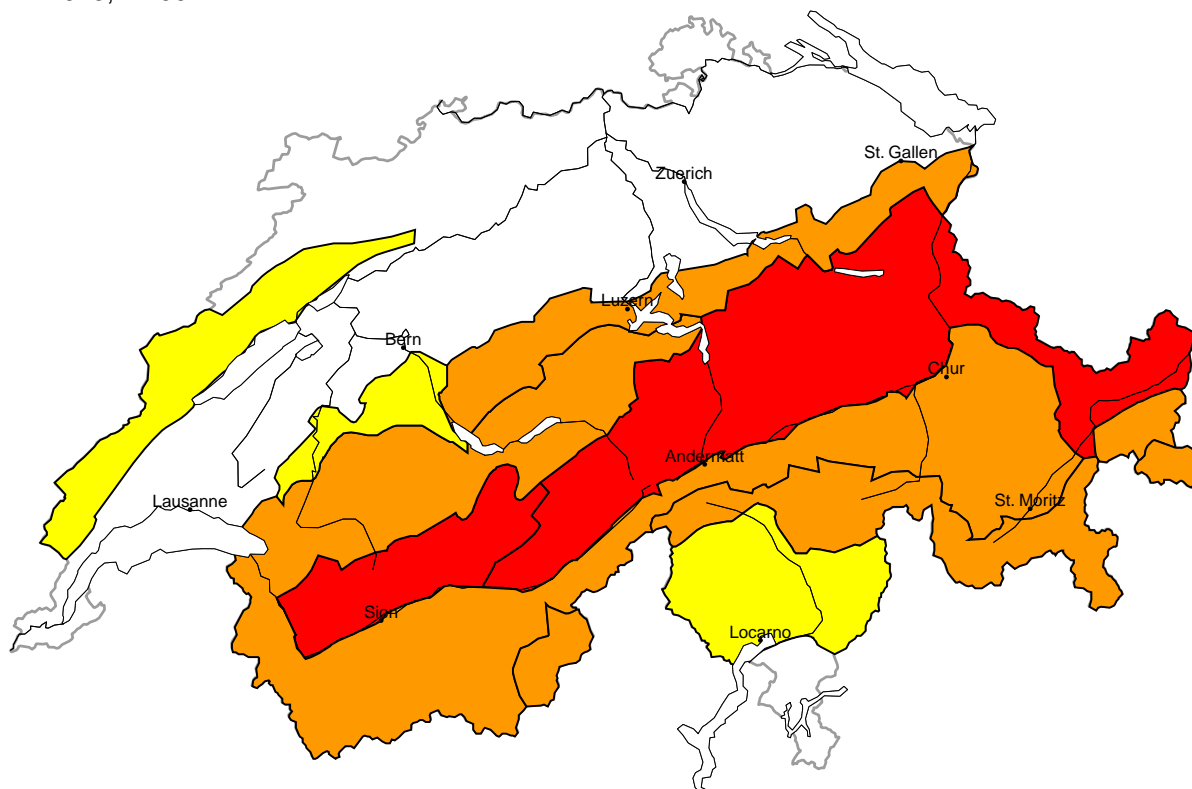 St. Gallen
Zuerich
Luzern
Bern
Chur
Andermatt
Lausanne
St. Moritz
Sion
Locarno